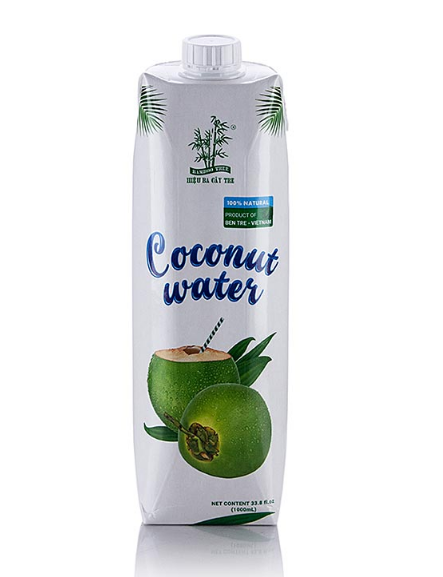 BAMBOO TREE
HIỆU BA CÂY TRE
100% NATURAL
PRODUCT OF
BEN TRE - VIETNAM
Coconut
water
NET CONTENT 33.8 fl.oz
(1000mL)